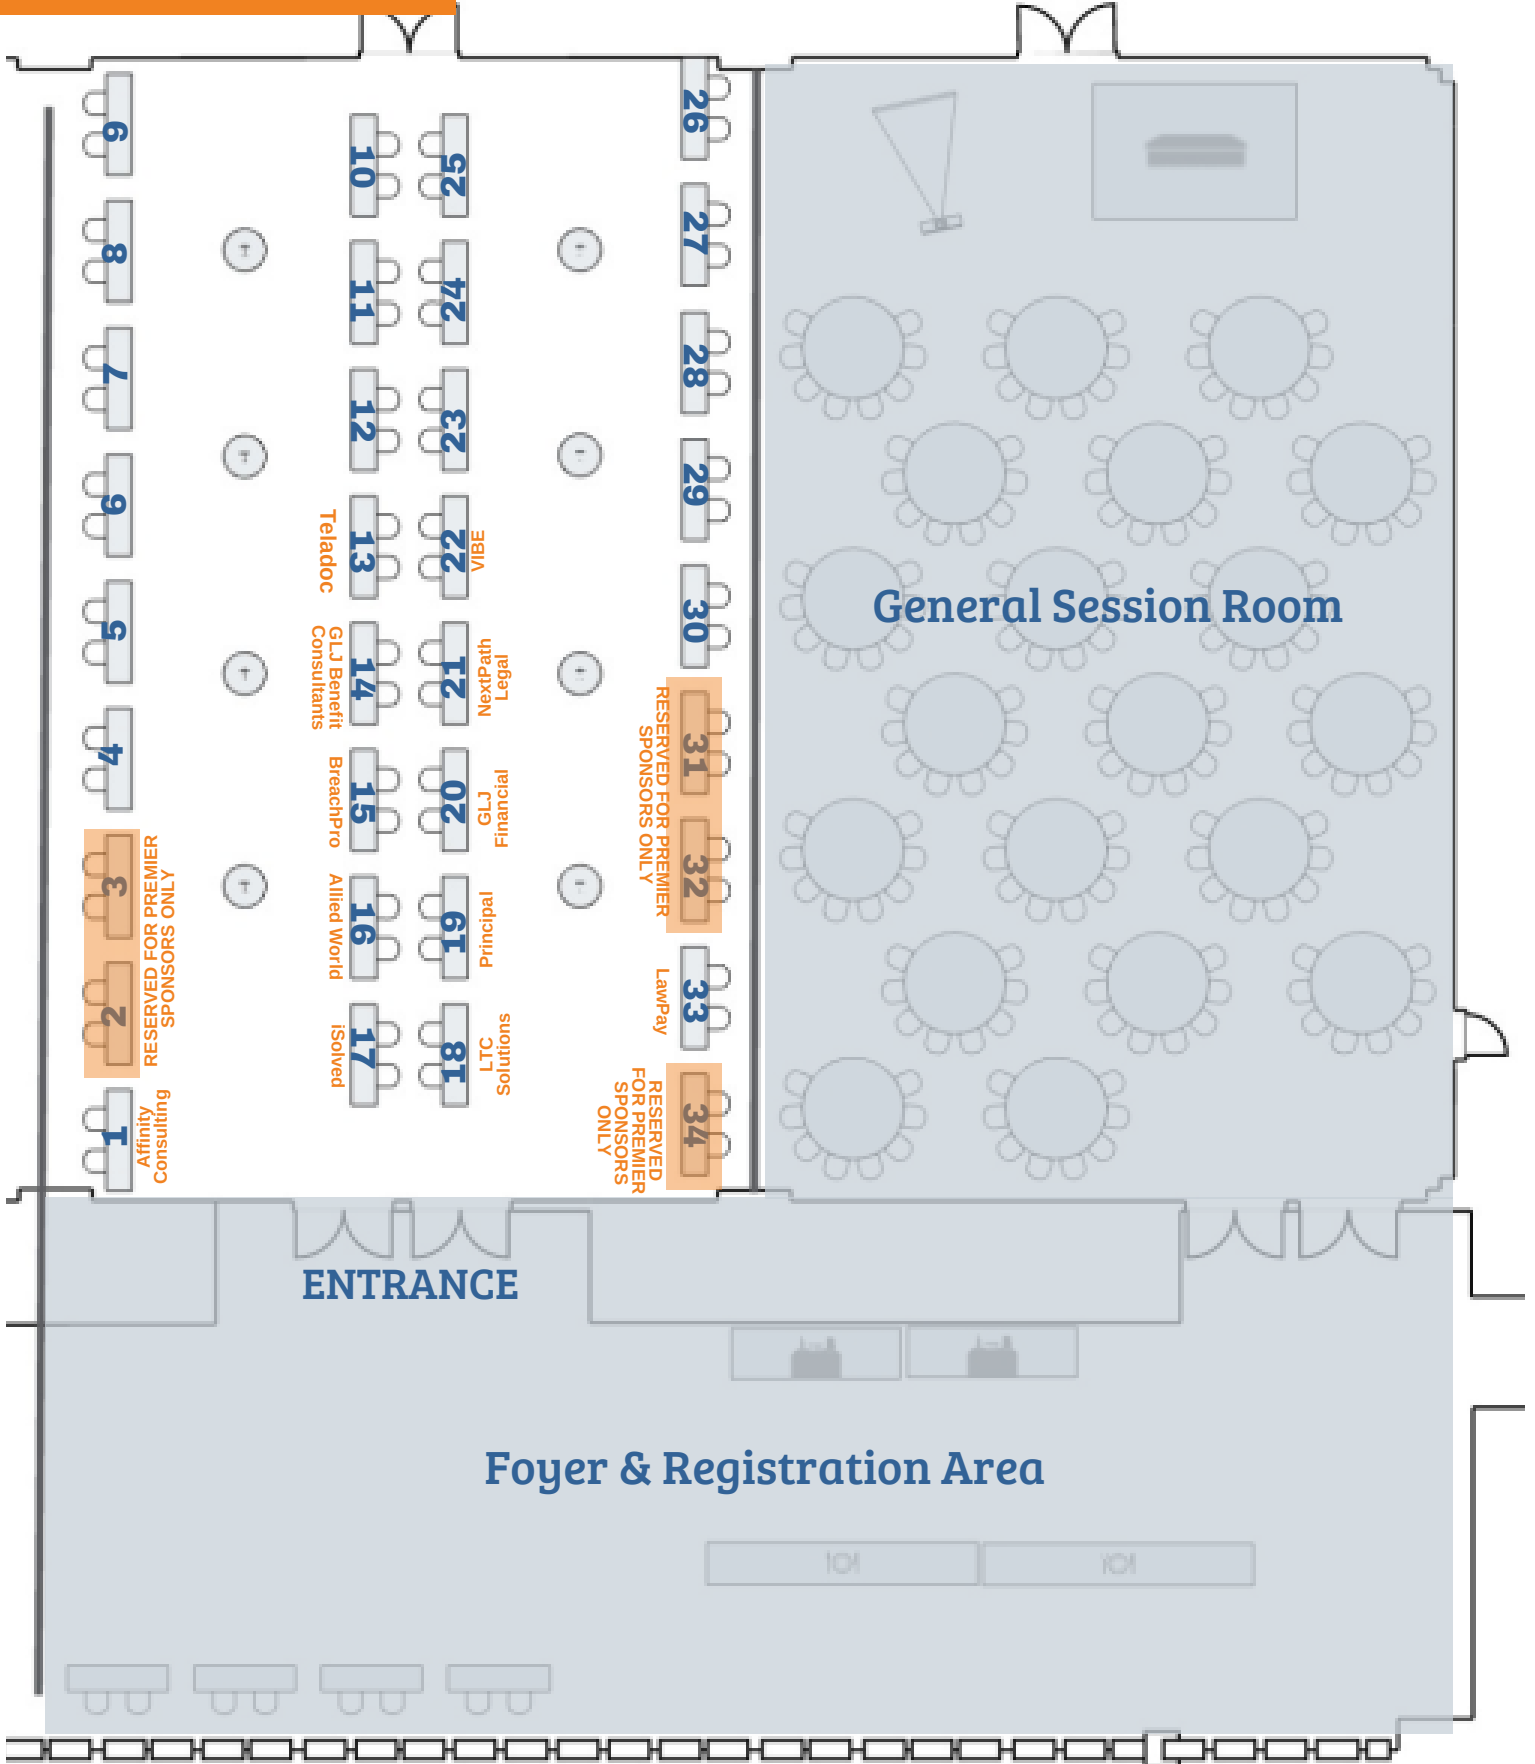 9
8
7
6
5
4
3
2
RESERVED FOR PREMIER
SPONSORS ONLY
1
Affinity
Consulting
10
11
12
13
Teladoc
14
GLJ Benefit
Consultants
15
BreachPro
16
Allied World
17
iSolved
25
24
23
22
VIBE
21
NextPath
Legal
20
GLJ
Financial
19
Principal
18
LTC
Solutions
26
27
28
29
30
31
32
RESERVED FOR PREMIER
SPONSORS ONLY
33
LawPay
34
RESERVED
FOR PREMIER
SPONSORS
ONLY
General Session Room
ENTRANCE
Foyer & Registration Area